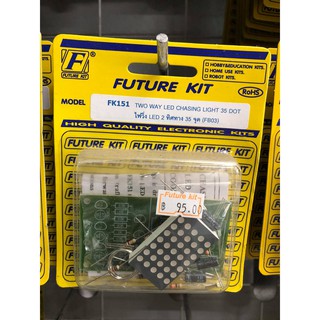 F
FUTURE KIT
FUTURE KIT
□ HOBBY&EDUCATION KITS.
□ HOME USE KITS.
□ ROBOT KITS.
RoHS
MODEL
FK151 TWO WAY LED CHASING LIGHT 35 DOT
ไฟวิ่ง LED 2 ทิศทาง 35 จุด (FB03)
HIGH QUALITY ELECTRONIC KITS
FUTURE KIT
FUTURE KIT
FUTURE KIT
Future Kit
฿ 95.00